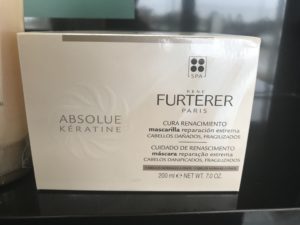 SPA
RENE
FURTERER
PARIS
ABSOLUE
KÉRATINE
CURA RENACIMIENTO
mascarilla reparación extrema
CABELLOS DAÑADOS, FRAGILIZADOS
CUIDADO DE RENASCIMENTO
máscara reparação extrema
CABELOS DANIFICADOS, FRAGILIZADOS
200 ml ℮ NET WT. 7.0 OZ.